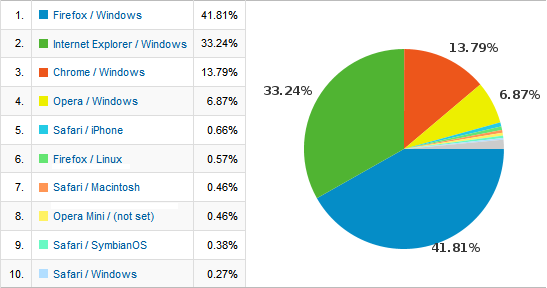 1. Firefox / Windows 41.81%
2. Internet Explorer / Windows 33.24%
3. Chrome / Windows 13.79%
4. Opera / Windows 6.87%
5. Safari / iPhone 0.66%
6. Firefox / Linux 0.57%
7. Safari / Macintosh 0.46%
8. Opera Mini / (not set) 0.46%
9. Safari / SymbianOS 0.38%
10. Safari / Windows 0.27%
13.79%
33.24%
6.87%
41.81%